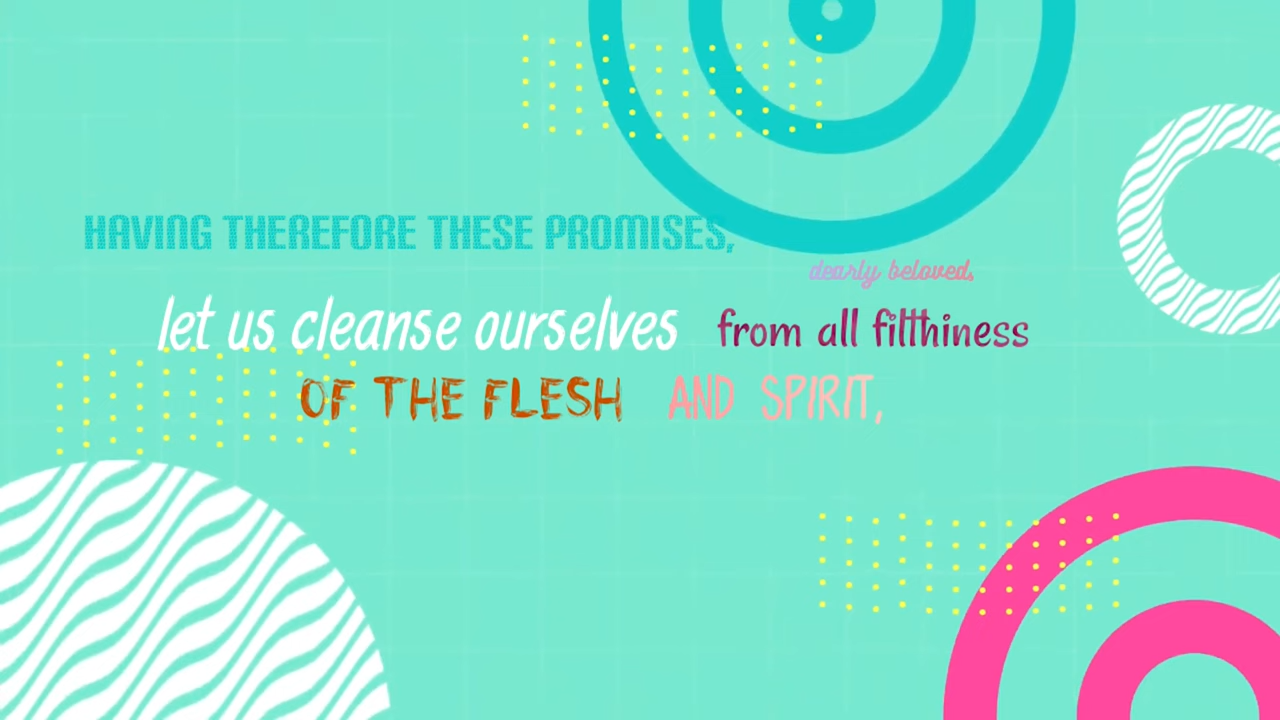 HAVING THEREFORE THESE PROMISES,
dearly beloved,
let us cleanse ourselves from all filthiness
OF THE FLESH AND SPIRIT,